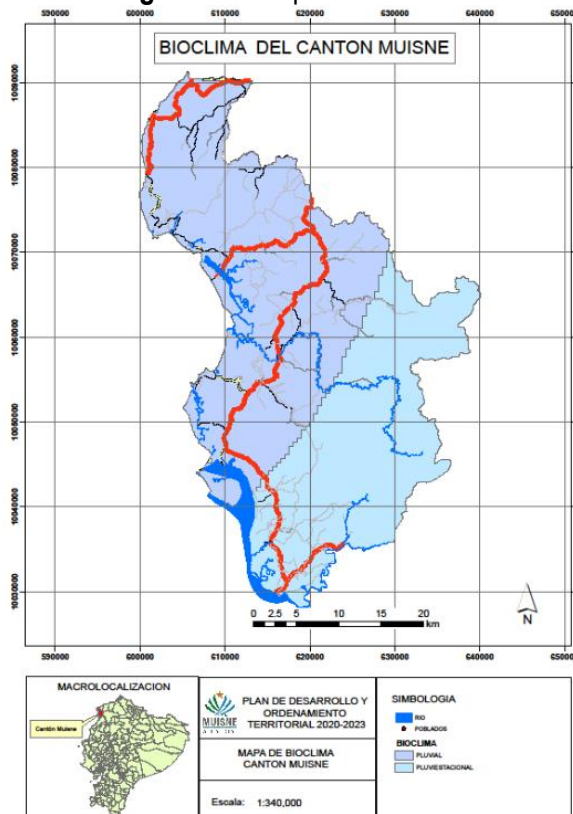 590000 600000 610000 620000 630000 640000
BIOCLIMA DEL CANTON MUISNE
10090000
10080000
10070000
10060000
10050000
10040000
10030000
0 2.5 5 10 15 20
km
N
590000 600000 610000 620000 630000 640000
MACROLOCALIZACION
Cantón Muisne
MUISNE
PLAN DE DESARROLLO Y
ORDENAMIENTO
TERRITORIAL 2020-2023
MAPA DE BIOCLIMA
CANTON MUISNE
Escala: 1:340,000
SIMBOLOGIA
RIO
POBLADOS
BIOCLIMA
PLUVIAL
PLUVIESTACIONAL